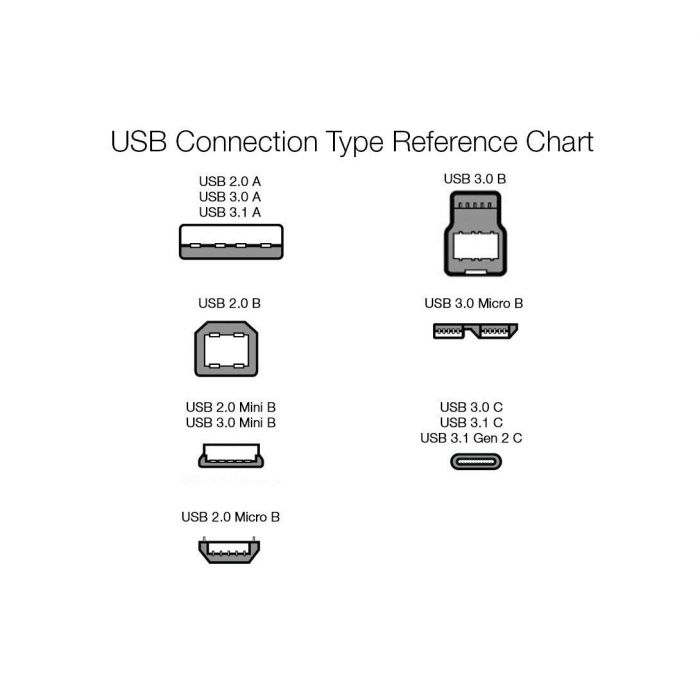 USB Connection Type Reference Chart
USB 2.0 A
USB 3.0 A
USB 3.1 A
USB 3.0 B
USB 2.0 B
USB 3.0 Micro B
USB 2.0 Mini B
USB 3.0 Mini B
USB 3.0 C
USB 3.1 C
USB 3.1 Gen 2 C
USB 2.0 Micro B